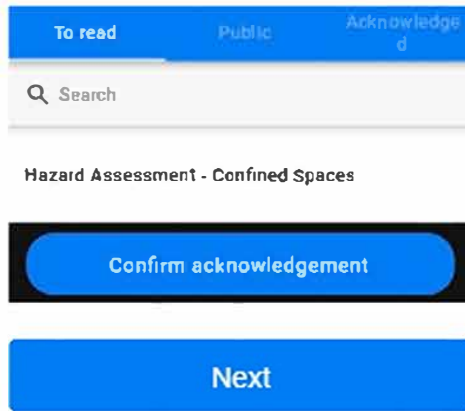 To read
Public
Acknowledge
d
Search
Hazard Assessment - Confined Spaces
Confirm acknowledgement
Next